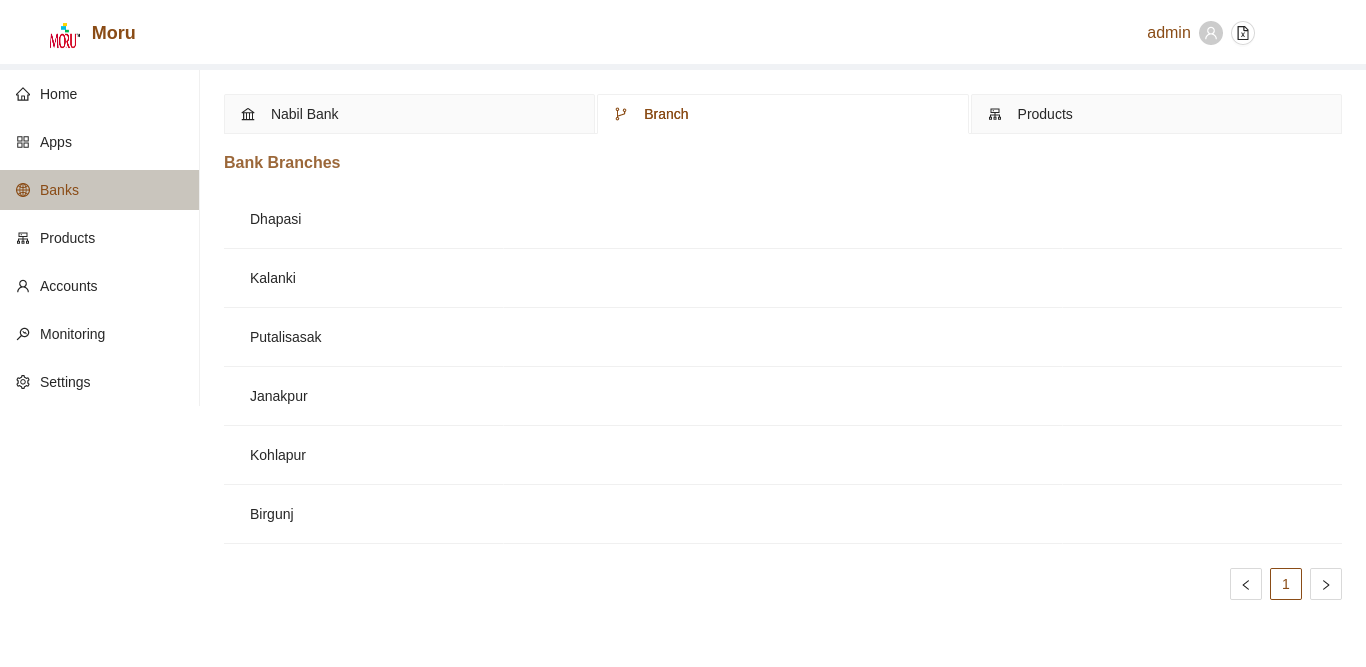 MORU Moru
admin
Home
Apps
Banks
Products
Accounts
Monitoring
Settings
Nabil Bank
Branch
Products
Bank Branches
Dhapasi
Kalanki
Putalisasak
Janakpur
Kohlapur
Birgunj
1